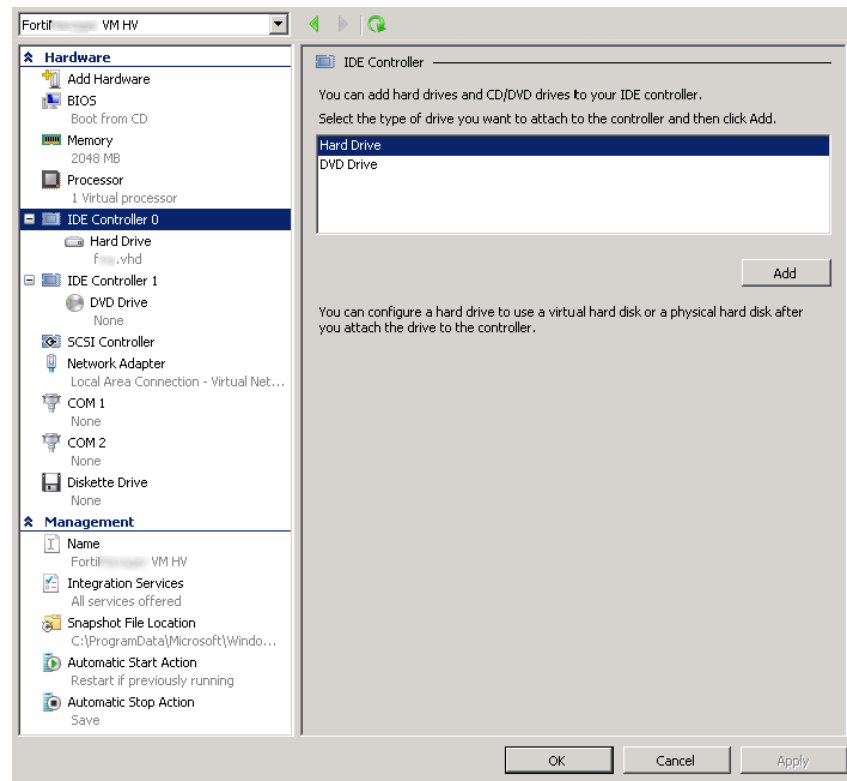 VM HV
Hardware
Add Hardware
BIOS
Boot from CD
Memory
2048 MB
Processor
1 Virtual processor
IDE Controller 0
Hard Drive
.vhd
IDE Controller 1
DVD Drive
None
SCSI Controller
Network Adapter
Local Area Connection - Virtual Net...
COM 1
None
COM 2
None
Diskette Drive
None
Management
Name
VM HV
Integration Services
All services offered
Snapshot File Location
C:\ProgramData\Microsoft\Windo...
Automatic Start Action
Restart if previously running
Automatic Stop Action
Save
IDE Controller
You can add hard drives and CD/DVD drives to your IDE controller.
Select the type of drive you want to attach to the controller and then click Add.
Hard Drive
DVD Drive
Add
You can configure a hard drive to use a virtual hard disk or a physical hard disk after
you attach the drive to the controller.
OK
Cancel
Apply